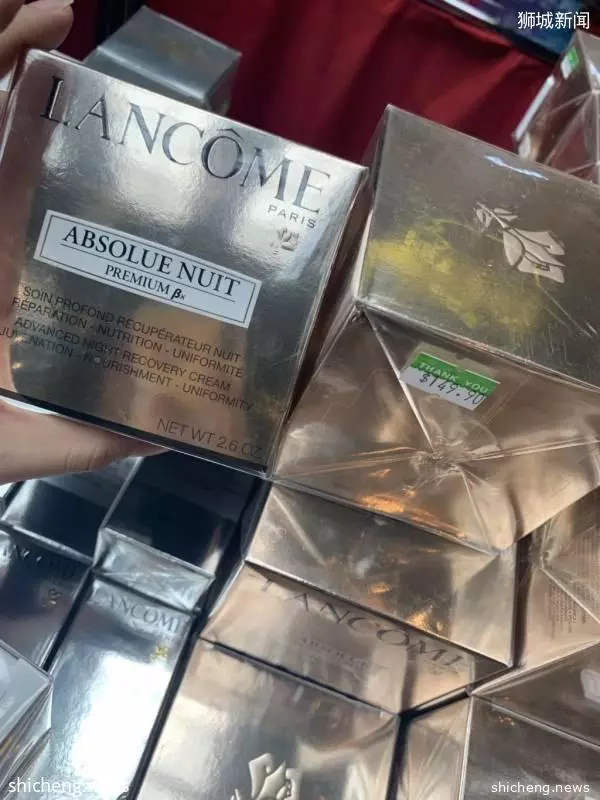 狮城新闻
LANCÔME
PARIS
ABSOLUE NUIT
PREMIUM βx
SOIN PROFOND RÉCUPÉRATEUR NUIT
RÉPARATION - NUTRITION - UNIFORMITÉ
ADVANCED NIGHT RECOVERY CREAM
JUVENATION - NOURISHMENT - UNIFORMITY
NET WT 2.6 OZ
THANK YOU
$149.90
LANCÔME
LANCÔME
shicheng.news
shicheng.news